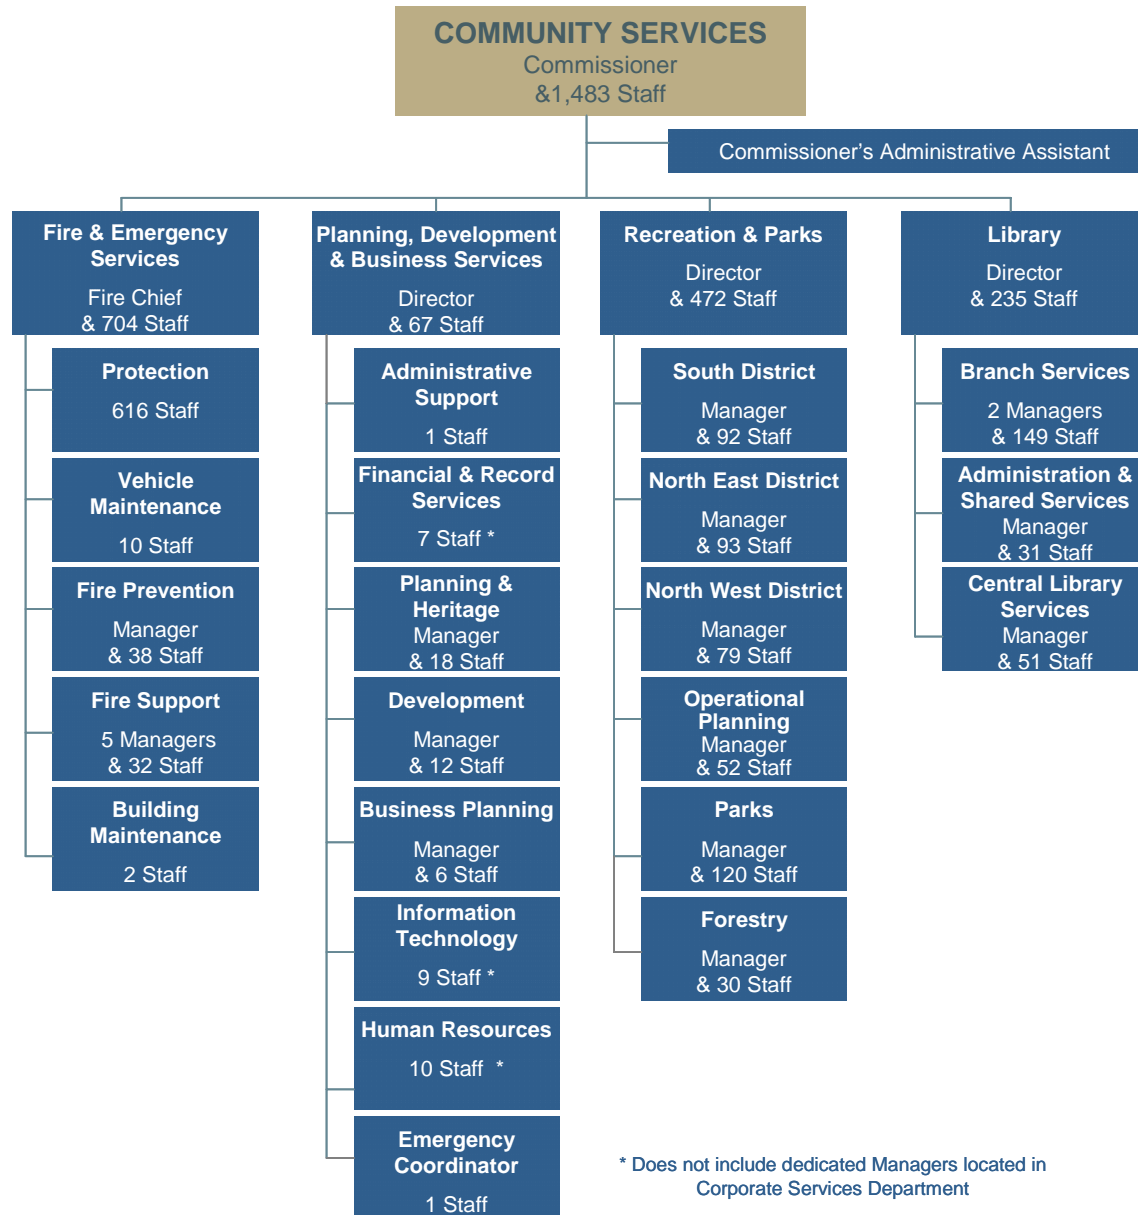 COMMUNITY SERVICES
Commissioner
&1,483 Staff
Commissioner's Administrative Assistant
Fire & Emergency
Services
Fire Chief
& 704 Staff
Protection
616 Staff
Vehicle
Maintenance
10 Staff
Fire Prevention
Manager
& 38 Staff
Fire Support
5 Managers
& 32 Staff
Building
Maintenance
2 Staff
Planning, Development
& Business Services
Director
& 67 Staff
Administrative
Support
1 Staff
Financial & Record
Services
7 Staff *
Planning &
Heritage
Manager
& 18 Staff
Development
Manager
& 12 Staff
Business Planning
Manager
& 6 Staff
Information
Technology
9 Staff *
Human Resources
10 Staff *
Emergency
Coordinator
1 Staff
Recreation & Parks
Director
& 472 Staff
South District
Manager
& 92 Staff
North East District
Manager
& 93 Staff
North West District
Manager
& 79 Staff
Operational
Planning
Manager
& 52 Staff
Parks
Manager
& 120 Staff
Forestry
Manager
& 30 Staff
Library
Director
& 235 Staff
Branch Services
2 Managers
& 149 Staff
Administration &
Shared Services
Manager
& 31 Staff
Central Library
Services
Manager
& 51 Staff
* Does not include dedicated Managers located in
Corporate Services Department